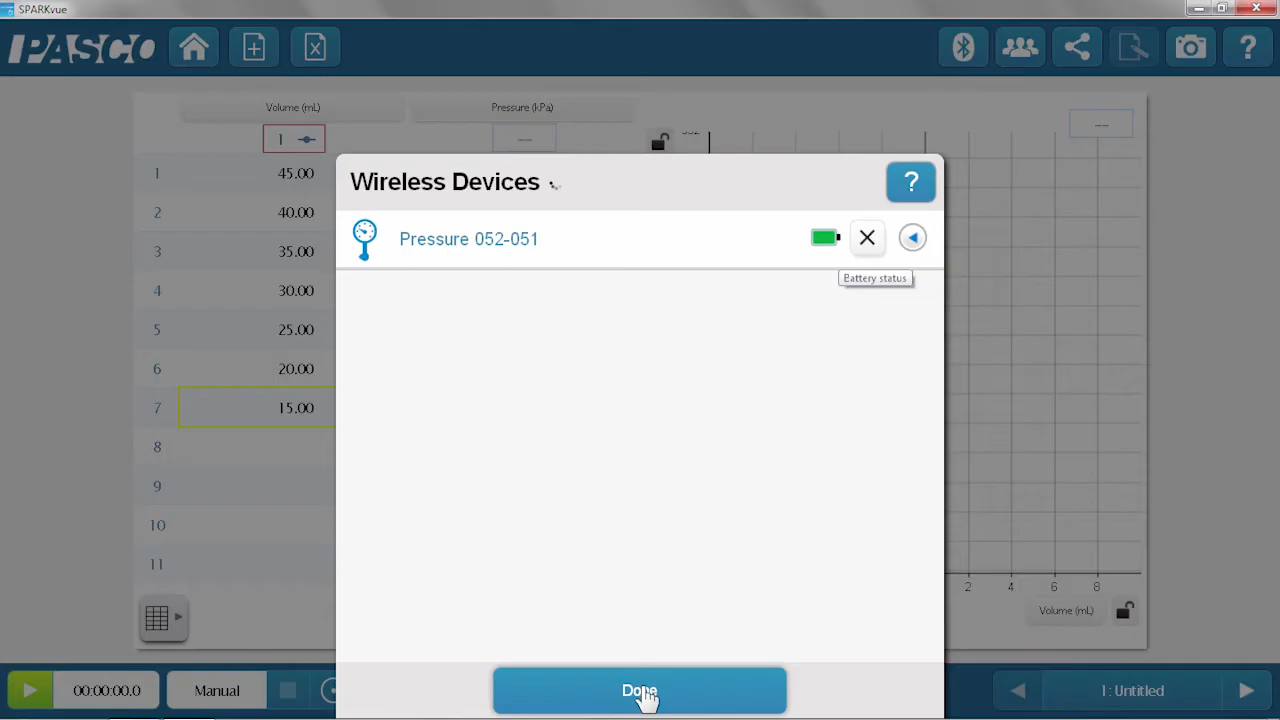 SPARKvue
PASCO
?
Volume (mL)
Pressure (kPa)
1
---
---
Wireless Devices
?
Pressure 052-051
Battery status
1 45.00
2 40.00
3 35.00
4 30.00
5 25.00
6 20.00
7 15.00
8
9
10
11
2 4 6 8
Volume (mL)
Done
00:00:00.0
Manual
1: Untitled